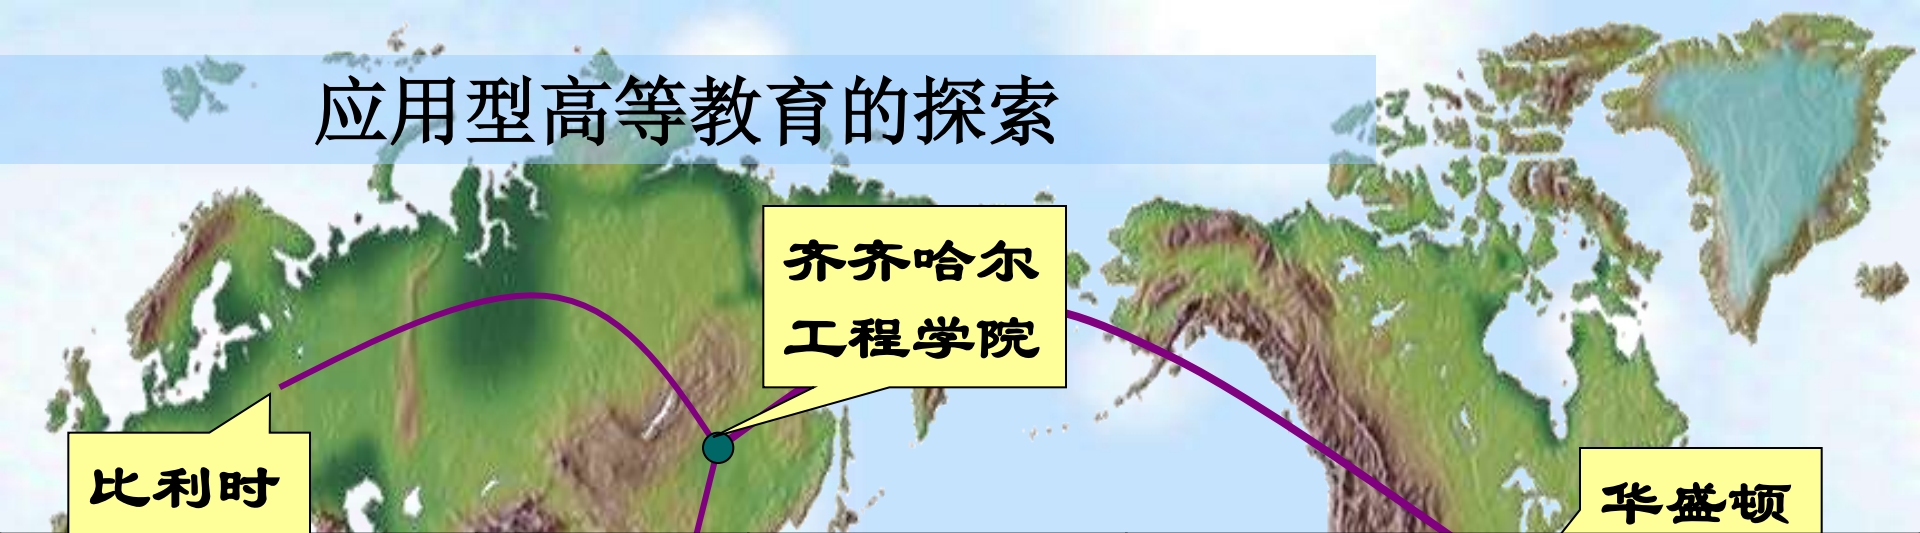 应用型高等教育的探索
齐齐哈尔
工程学院
比利时
华盛顿